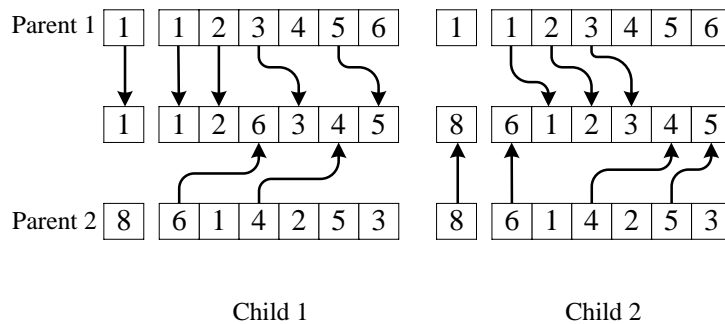 Parent 1 1 1 2 3 4 5 6 1 1 2 3 4 5 6
1 1 2 6 3 4 5 8 6 1 2 3 4 5
Parent 2 8 6 1 4 2 5 3 8 6 1 4 2 5 3
Child 1 Child 2